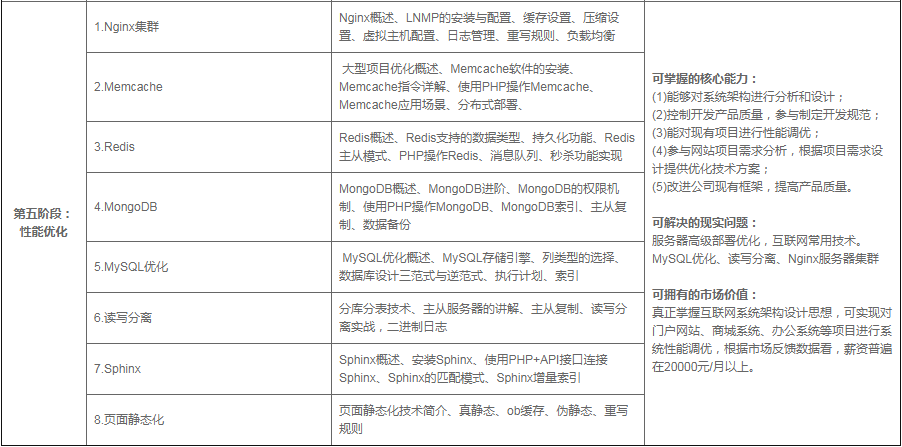 第五阶段：
性能优化
1.Nginx集群
Nginx概述、LNMP的安装与配置、缓存设置、压缩设
置、虚拟主机配置、日志管理、重写规则、负载均衡
2.Memcache
大型项目优化概述、Memcache软件的安装、
Memcache指令详解、使用PHP操作Memcache、
Memcache应用场景、分布式部署、
3.Redis
Redis概述、Redis支持的数据类型、持久化功能、Redis
主从模式、PHP操作Redis、消息队列、秒杀功能实现
4.MongoDB
MongoDB概述、MongoDB进阶、MongoDB的权限机
制、使用PHP操作MongoDB、MongoDB索引、主从复
制、数据备份
5.MySQL优化
MySQL优化概述、MySQL存储引擎、列类型的选择、
数据库设计三范式与逆范式、执行计划、索引
6.读写分离
分库分表技术、主从服务器的讲解、主从复制、读写分
离实战，二进制日志
7.Sphinx
Sphinx概述、安装Sphinx、使用PHP+API接口连接
Sphinx、Sphinx的匹配模式、Sphinx增量索引
8.页面静态化
页面静态化技术简介、真静态、ob缓存、伪静态、重写
规则
可掌握的核心能力：
(1)能够对系统架构进行分析和设计；
(2)控制开发产品质量，参与制定开发规范；
(3)能对现有项目进行性能调优；
(4)参与网站项目需求分析，根据项目需求设
计提供优化技术方案；
(5)改进公司现有框架，提高产品质量。
可解决的现实问题：
服务器高级部署优化，互联网常用技术。
MySQL优化、读写分离、Nginx服务器集群
可拥有的市场价值：
真正掌握互联网系统架构设计思想，可实现对
门户网站、商域系统、办公系统等项目进行系
统性能调优，根据市场反馈数据看，薪资普遍
在20000元/月以上。